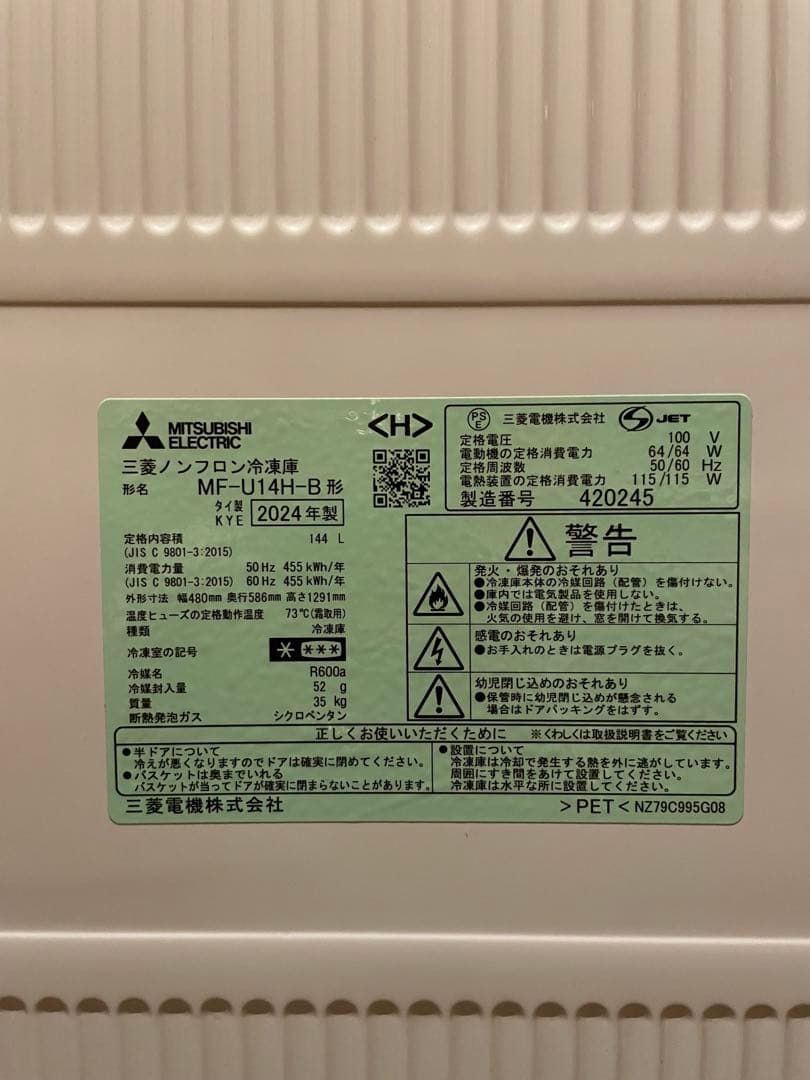 MITSUBISHI
ELECTRIC
三菱ノンフロン冷凍庫
形名 MF-U14H-B 形
タイ製
KYE 2024年製
定格内容積 144 L
(JIS C 9801-3:2015)
消費電力量 50 Hz 455 kWh/年
(JIS C 9801-3:2015) 60 Hz 455 kWh/年
外形寸法 幅480mm 奥行586mm 高さ1291mm
温度ヒューズの定格動作温度 73℃(霜取用)
種類 冷凍庫
冷凍室の記号 * ***
冷媒名 R600a
冷媒封入量 52 g
質量 35 kg
断熱発泡ガス シクロペンタン
<H>
PSE 三菱電機株式会社 JET
定格電圧 100 V
電動機の定格消費電力 64/64 W
定格周波数 50/60 Hz
電熱装置の定格消費電力 115/115 W
製造番号 420245
警告
発火・爆発のおそれあり
●冷凍庫本体の冷媒回路（配管）を傷付けない。
●庫内では電気製品を使用しない。
●冷媒回路（配管）を傷付けたときは、
火気の使用を避け、窓を開けて換気する。
感電のおそれあり
●お手入れのときは電源プラグを抜く。
幼児閉じ込めのおそれあり
●保管時に幼児閉じ込めが懸念される
場合はドアパッキングをはずす。
正しくお使いいただくために ※くわしくは取扱説明書をご覧ください
●半ドアについて
冷えが悪くなりますのでドアは確実に閉めてください。
●バスケットは奥までいれる
バスケットが当ってドアが確実に閉まらないことがあります。
●設置について
冷凍庫は冷却で発生する熱を外に逃がしています。
周囲にすき間をあけて設置してください。
冷凍庫は水平な所に設置してください。
三菱電機株式会社
>PET< NZ79C995G08